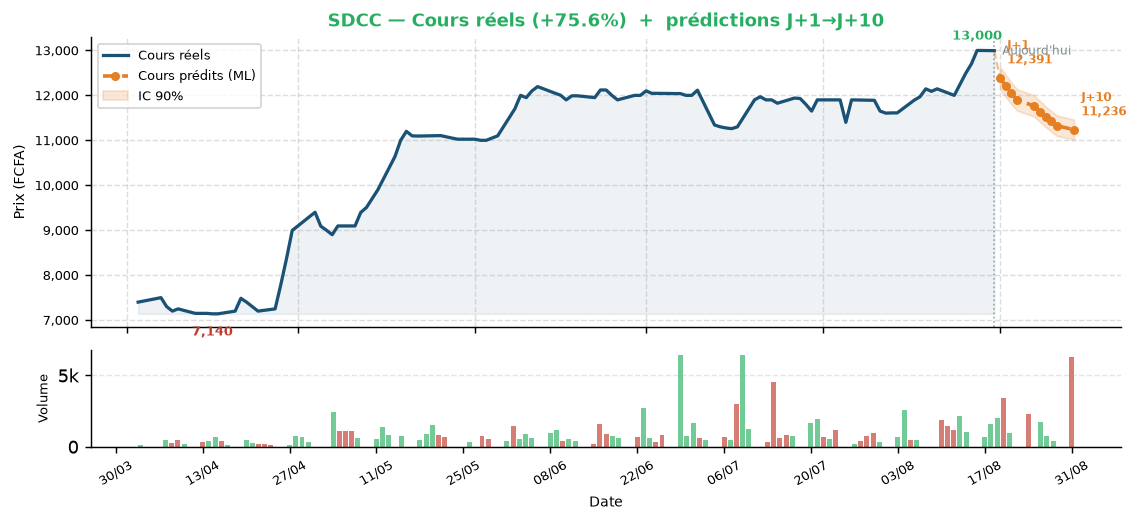 SDCC — Cours réels (+75.6%) + prédictions J+1→J+10
13,000
13,000
Cours réels
J+1
Aujourd'hui
Cours prédits (ML)
12,391
IC 90%
12,000
J+10
11,236
11,000
Prix (FCFA)
10,000
9,000
8,000
7,000
7,140
5k
Volume
0
30/03
13/04
27/04
11/05
25/05
08/06
22/06
06/07
20/07
03/08
17/08
31/08
Date